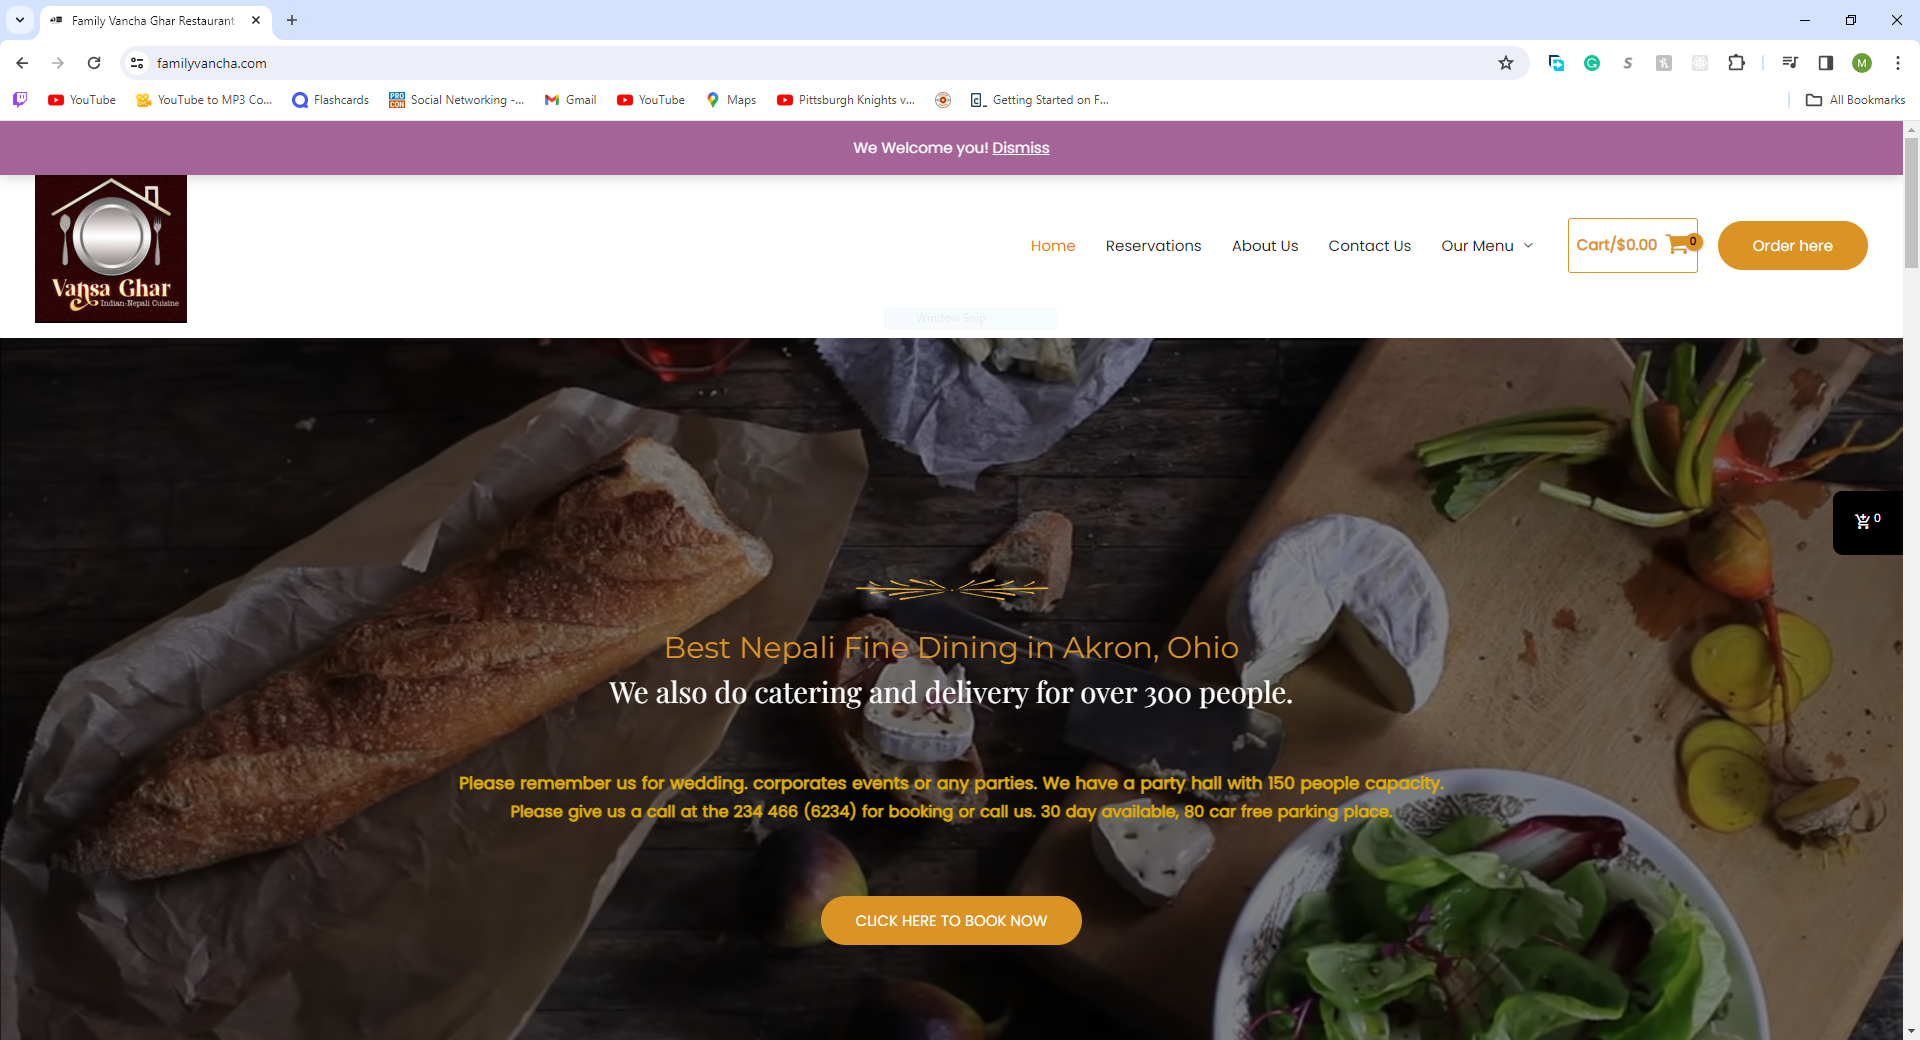 Family Vancha Ghar Restaurant
familyvancha.com
M
YouTube
YouTube to MP3 Co...
Flashcards
PRO CON
Social Networking -...
Gmail
YouTube
Maps
Pittsburgh Knights v...
Getting Started on F...
All Bookmarks
We Welcome you! Dismiss
Vansa Ghar
Indian-Nepali Cuisine
Home
Reservations
About Us
Contact Us
Our Menu
Cart/$0.00
0
Order here
Window Snip
0
Best Nepali Fine Dining in Akron, Ohio
We also do catering and delivery for over 300 people.
Please remember us for wedding. corporates events or any parties. We have a party hall with 150 people capacity.
Please give us a call at the 234 466 (6234) for booking or call us. 30 day available, 80 car free parking place.
CLICK HERE TO BOOK NOW